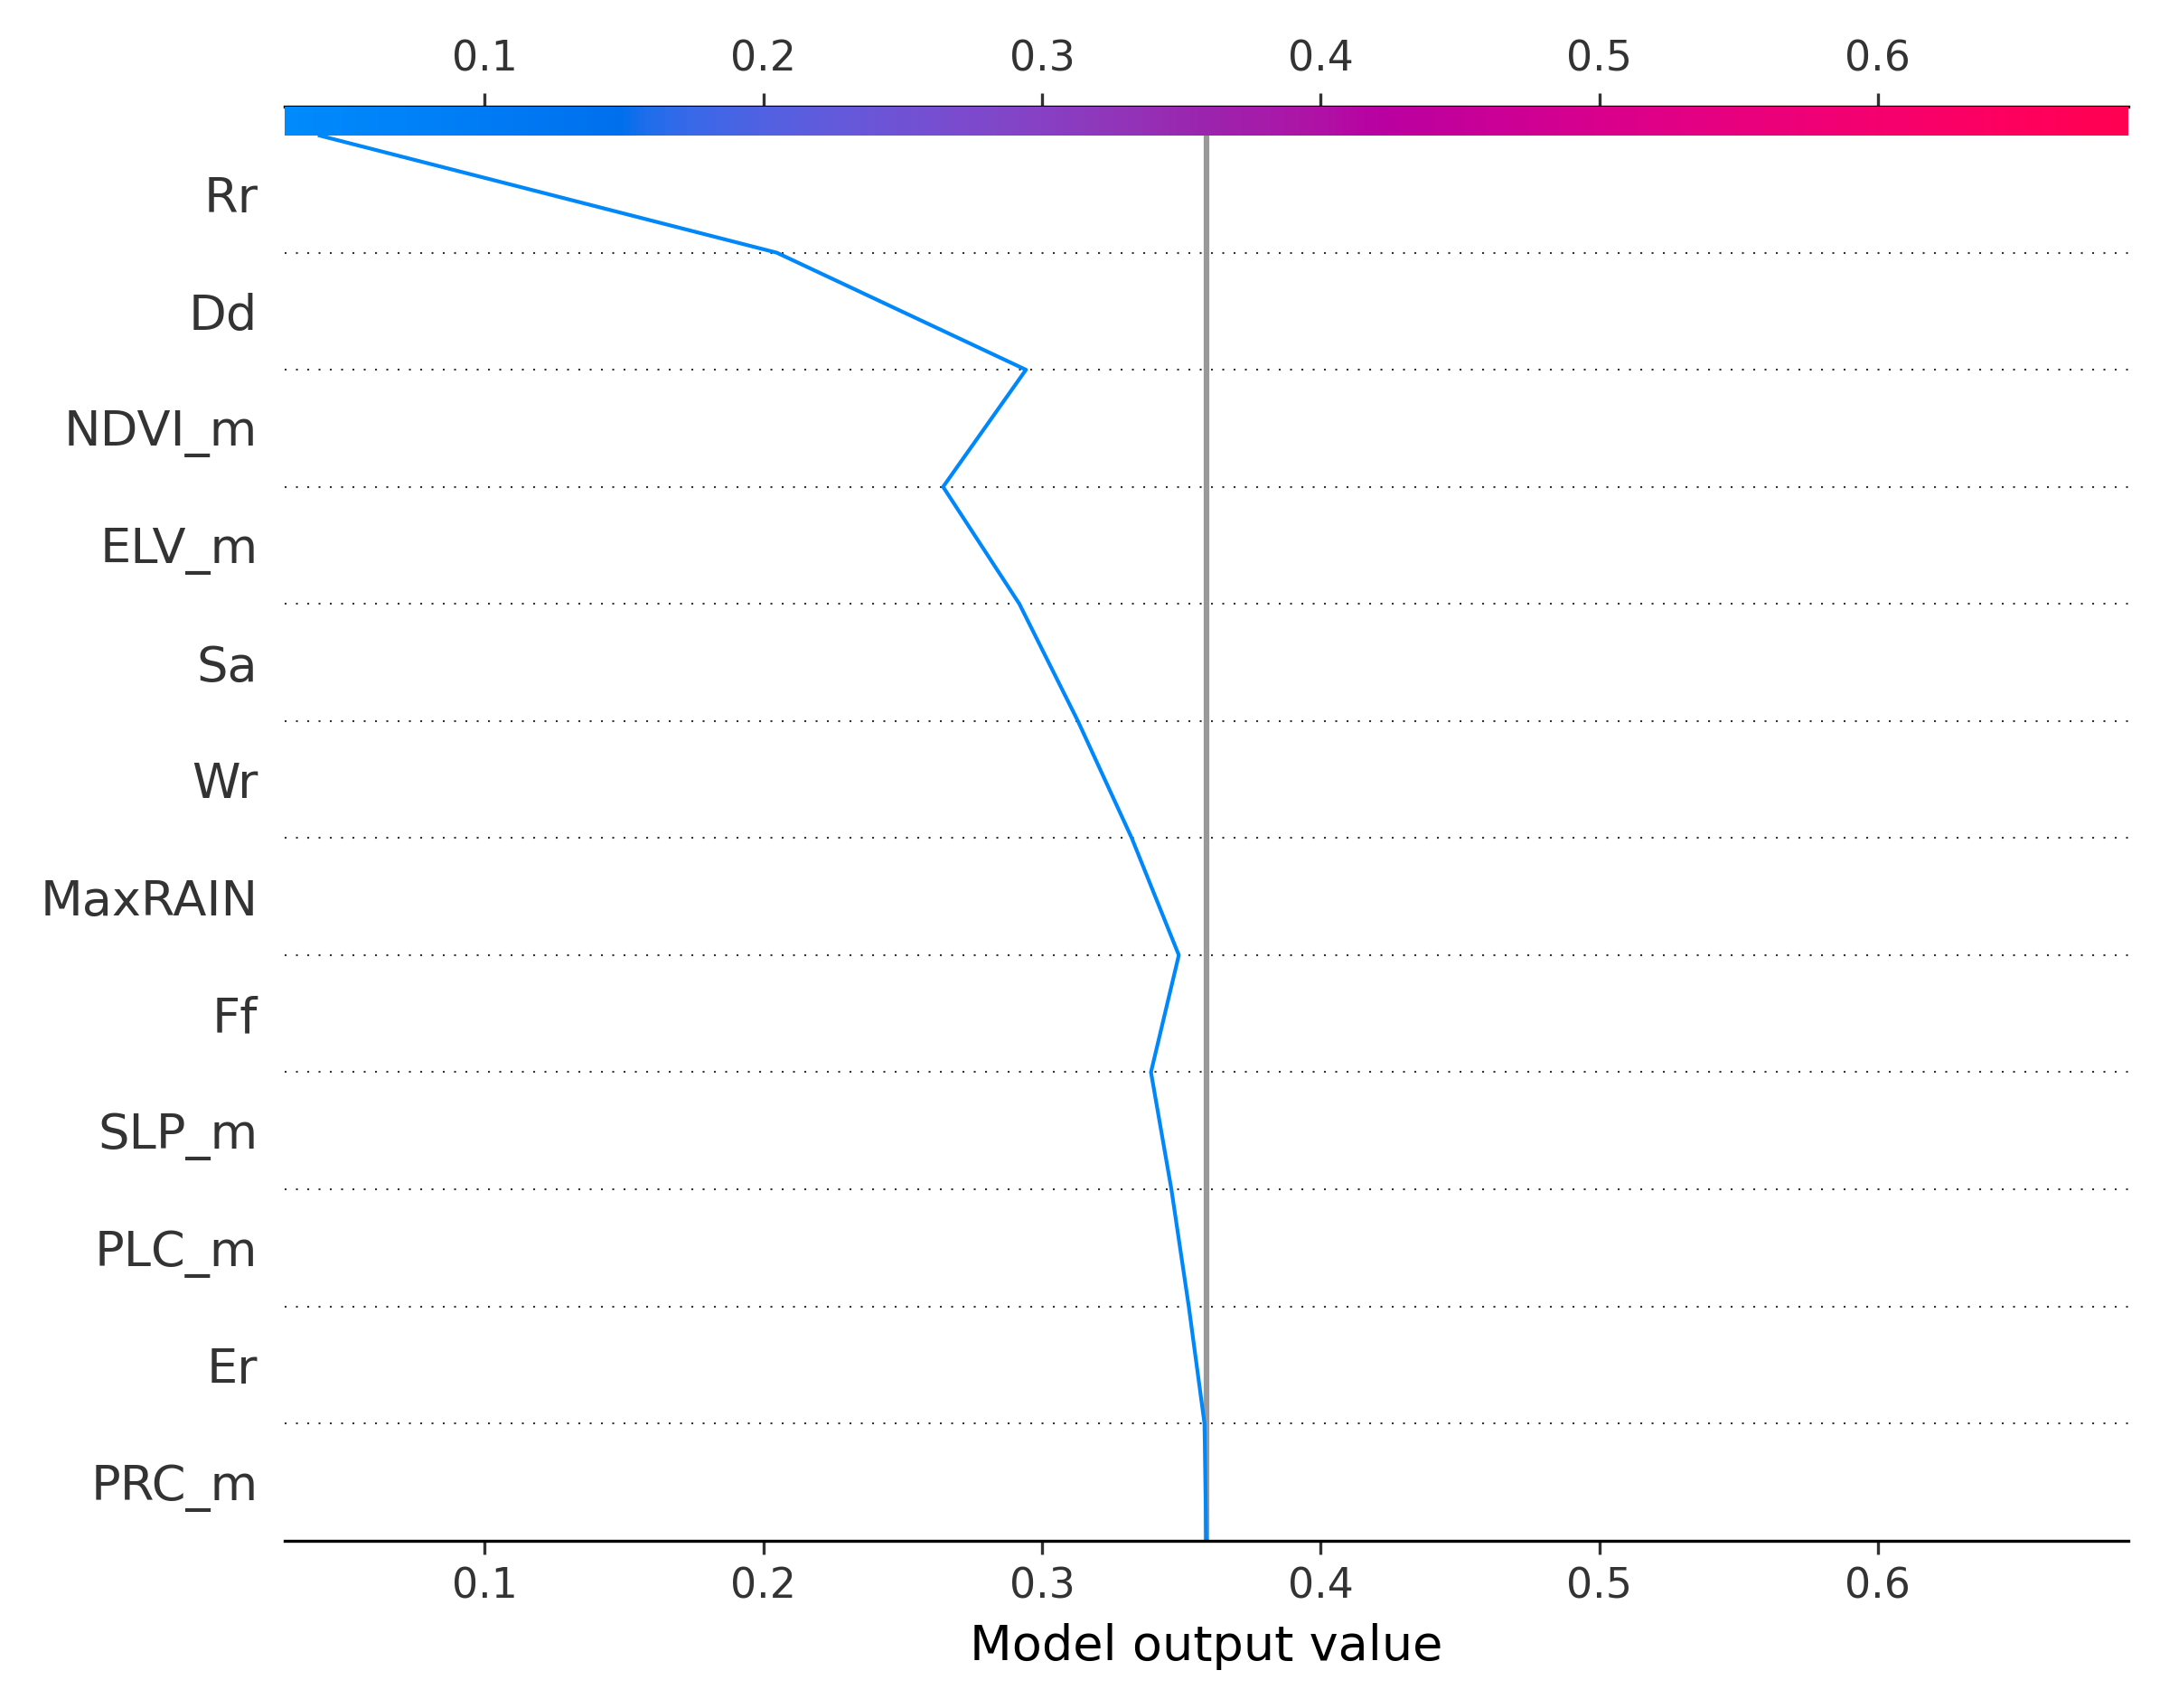 0.1 0.2 0.3 0.4 0.5 0.6
Rr
Dd
NDVI_m
ELV_m
Sa
Wr
MaxRAIN
Ff
SLP_m
PLC_m
Er
PRC_m
0.1 0.2 0.3 0.4 0.5 0.6
Model output value